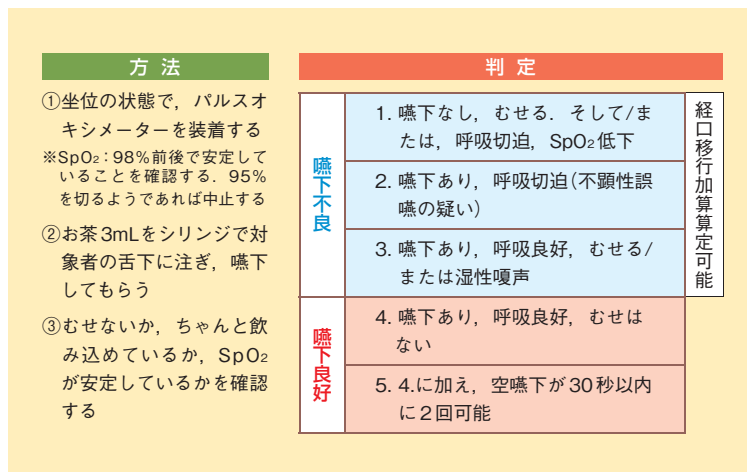 方法
①坐位の状態で，パルスオ
キシメーターを装着する
※SpO2：98％前後で安定して
いることを確認する．95％
を切るようであれば中止する
②お茶3mLをシリンジで対
象者の舌下に注ぎ，嚥下
してもらう
③むせないか，ちゃんと飲
み込めているか，SpO2
が安定しているかを確認
する
判定
嚥下不良
1. 嚥下なし，むせる．そして/ま
たは，呼吸切迫，SpO2低下
2. 嚥下あり，呼吸切迫（不顕性誤
嚥の疑い）
3. 嚥下あり，呼吸良好，むせる/
または湿性嗄声
経口移行加算算定可能
嚥下良好
4. 嚥下あり，呼吸良好，むせは
ない
5. 4.に加え，空嚥下が30秒以内
に2回可能